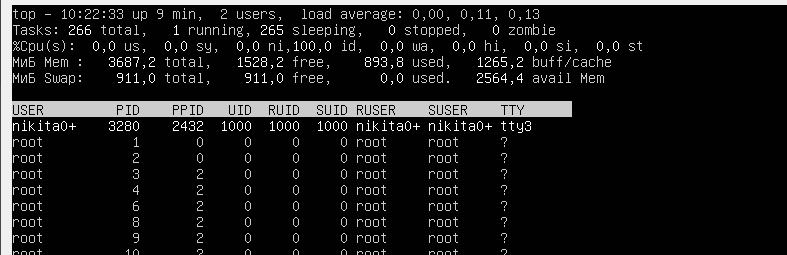 top - 10:22:33 up 9 min,  2 users,  load average: 0,00, 0,11, 0,13
Tasks: 266 total,   1 running, 265 sleeping,   0 stopped,   0 zombie
%Cpu(s):  0,0 us,  0,0 sy,  0,0 ni,100,0 id,  0,0 wa,  0,0 hi,  0,0 si,  0,0 st
МиБ Mem :   3687,2 total,   1528,2 free,    893,8 used,   1265,2 buff/cache
МиБ Swap:    911,0 total,    911,0 free,      0,0 used.   2564,4 avail Mem
USER         PID    PPID   UID  RUID  SUID RUSER    SUSER    TTY
nikita0+    3280    2432  1000  1000  1000 nikita0+ nikita0+ tty3
root           1       0     0     0     0 root     root     ?
root           2       0     0     0     0 root     root     ?
root           3       2     0     0     0 root     root     ?
root           4       2     0     0     0 root     root     ?
root           6       2     0     0     0 root     root     ?
root           8       2     0     0     0 root     root     ?
root           9       2     0     0     0 root     root     ?
root          10       2     0     0     0 root     root     ?